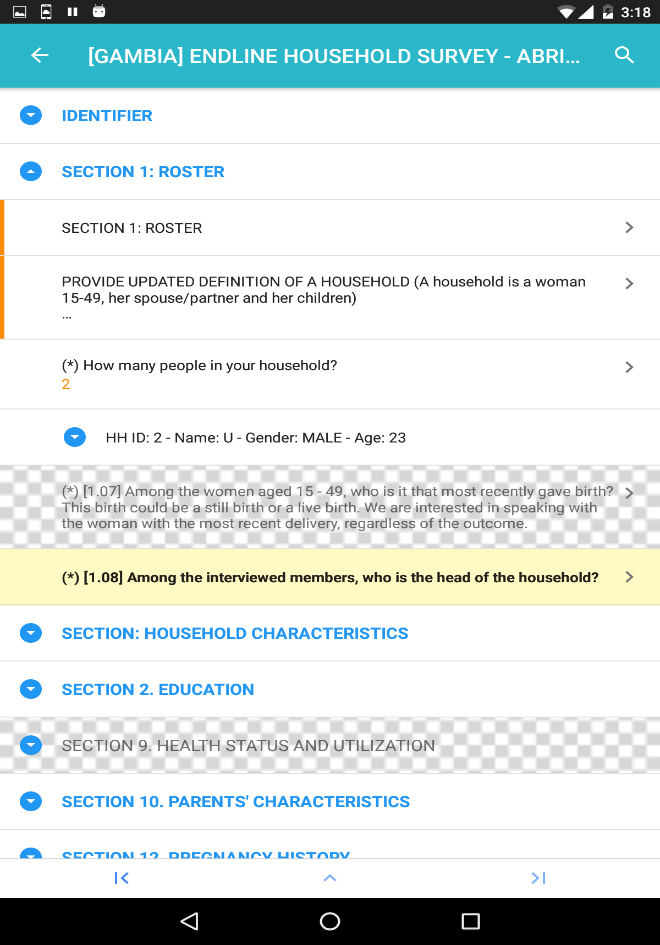 3:18
[GAMBIA] ENDLINE HOUSEHOLD SURVEY - ABRI...
IDENTIFIER
SECTION 1: ROSTER
SECTION 1: ROSTER
PROVIDE UPDATED DEFINITION OF A HOUSEHOLD (A household is a woman
15-49, her spouse/partner and her children)
...
(*) How many people in your household?
2
HH ID: 2 - Name: U - Gender: MALE - Age: 23
(*) [1.07] Among the women aged 15 - 49, who is it that most recently gave birth?
This birth could be a still birth or a live birth. We are interested in speaking with
the woman with the most recent delivery, regardless of the outcome.
(*) [1.08] Among the interviewed members, who is the head of the household?
SECTION: HOUSEHOLD CHARACTERISTICS
SECTION 2. EDUCATION
SECTION 9. HEALTH STATUS AND UTILIZATION
SECTION 10. PARENTS' CHARACTERISTICS
SECTION 12. PREGNANCY HISTORY